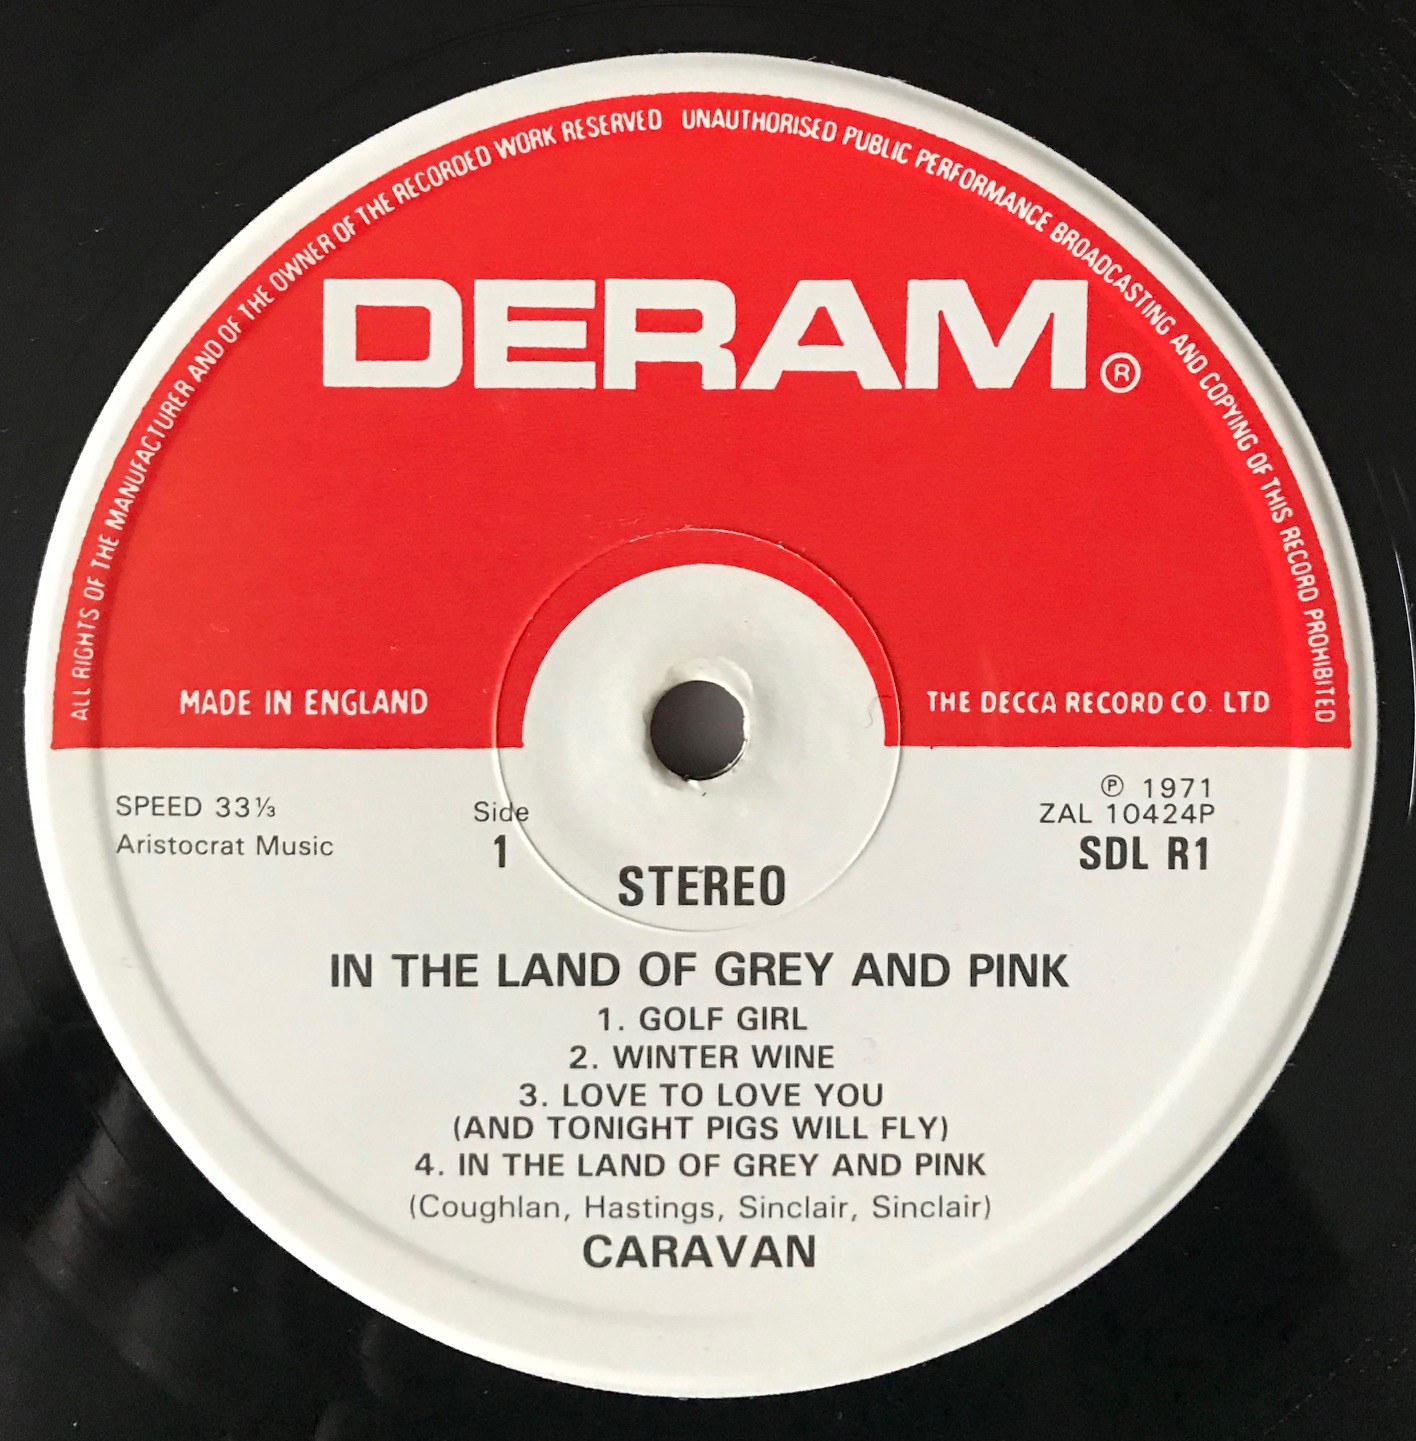 ALL RIGHTS OF THE MANUFACTURER AND OF THE OWNER OF THE RECORDED WORK RESERVED UNAUTHORISED PUBLIC PERFORMANCE BROADCASTING AND COPYING OF THIS RECORD PROHIBITED
DERAM®
MADE IN ENGLAND
THE DECCA RECORD CO. LTD
SPEED 33⅓
Aristocrat Music
Side
1
STEREO
℗ 1971
ZAL 10424P
SDL R1
IN THE LAND OF GREY AND PINK
1. GOLF GIRL
2. WINTER WINE
3. LOVE TO LOVE YOU
(AND TONIGHT PIGS WILL FLY)
4. IN THE LAND OF GREY AND PINK
(Coughlan, Hastings, Sinclair, Sinclair)
CARAVAN